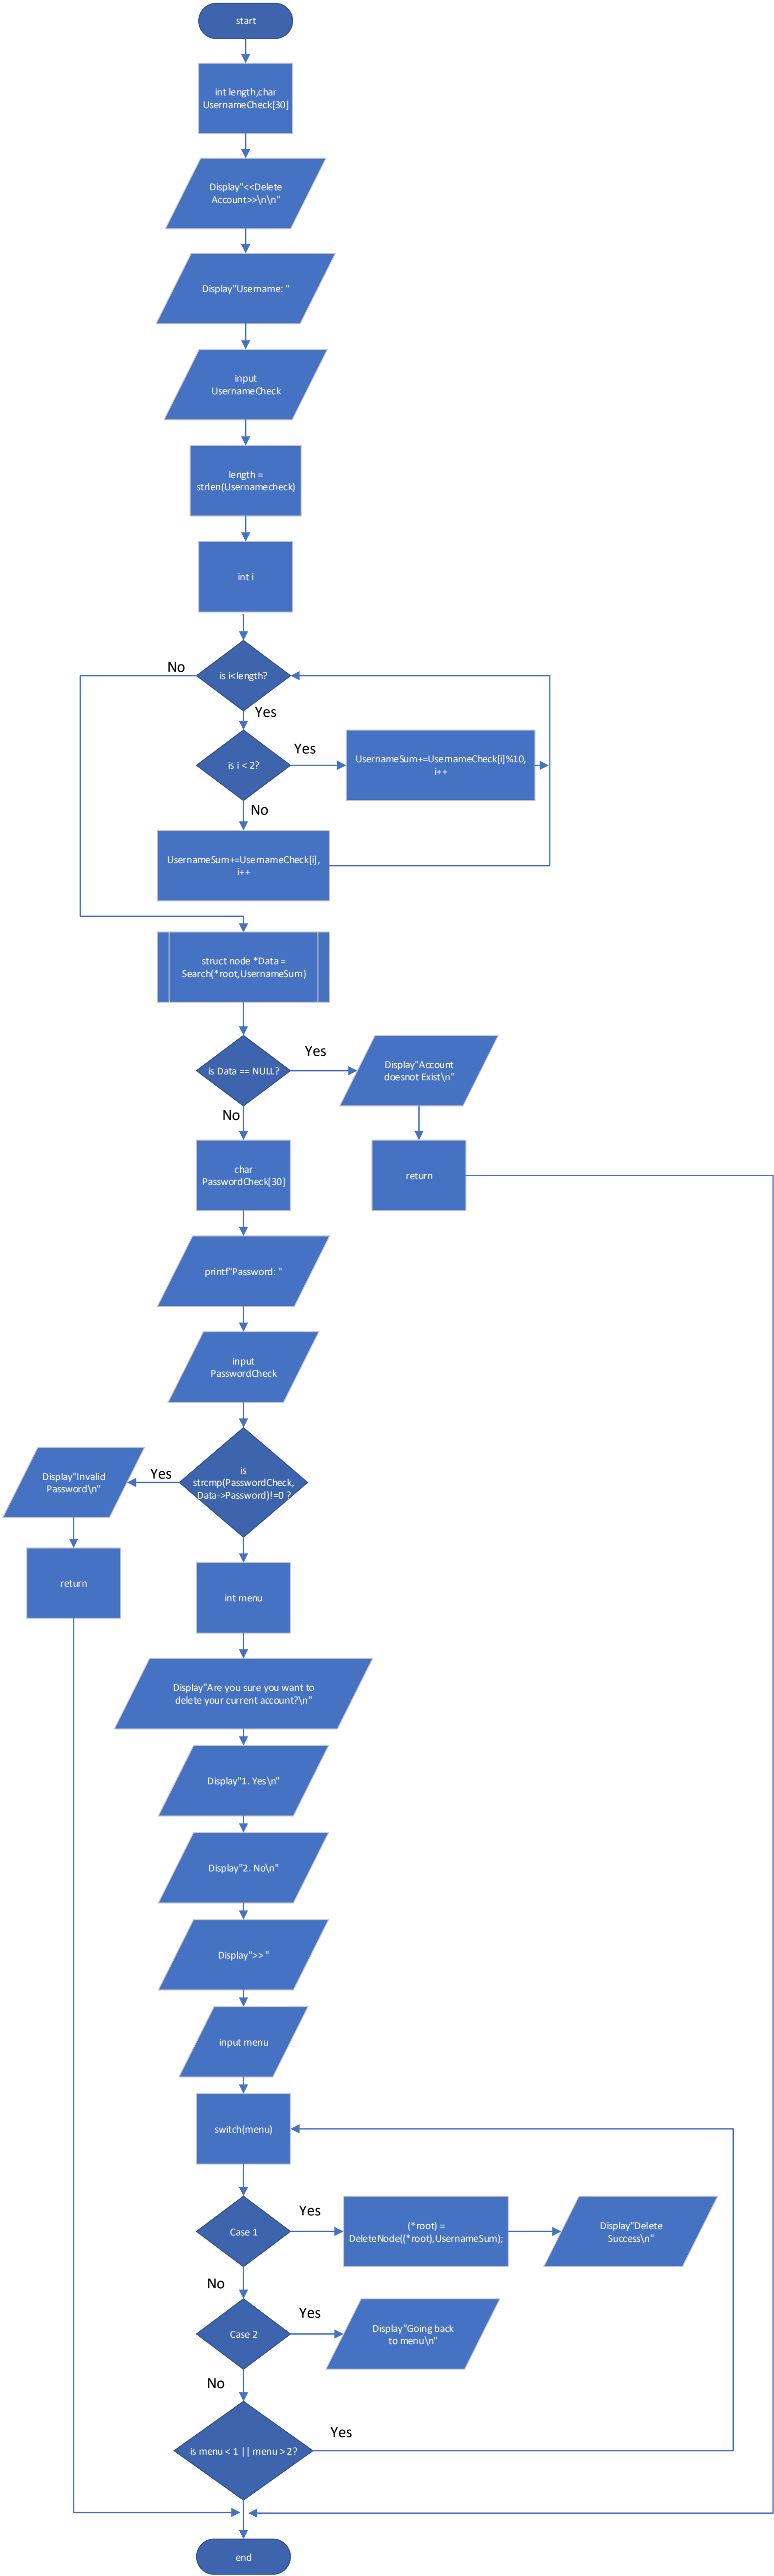 start
int length,char
UsernameCheck[30]
Display"<<Delete
Account>>\n\n"
Display"Username: "
input
UsernameCheck
length =
strlen(Usernamecheck)
int i
No
is i<length?
Yes
is i < 2?
Yes
UsernameSum+=UsernameCheck[i]%10,
i++
No
UsernameSum+=UsernameCheck[i],
i++
struct node *Data =
Search(*root,UsernameSum)
is Data == NULL?
Yes
Display"Account
doesnot Exist\n"
No
char
PasswordCheck[30]
return
printf"Password: "
input
PasswordCheck
is
strcmp(PasswordCheck,
Data->Password)!=0 ?
Yes
Display"Invalid
Password\n"
return
int menu
Display"Are you sure you want to
delete your current account?\n"
Display"1. Yes\n"
Display"2. No\n"
Display">> "
input menu
switch(menu)
Case 1
Yes
(*root) =
DeleteNode((*root),UsernameSum);
Display"Delete
Success\n"
No
Case 2
Yes
Display"Going back
to menu\n"
No
is menu < 1 || menu > 2?
Yes
end